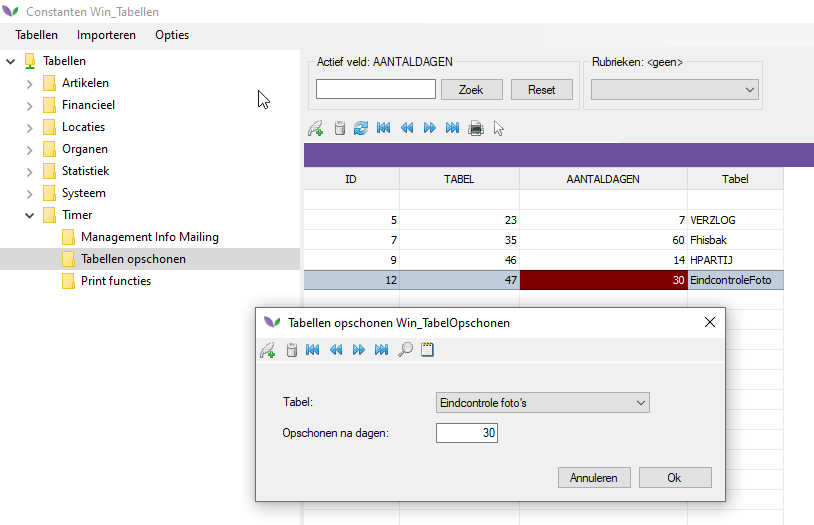 Constanten Win_Tabellen
Tabellen Importeren Opties
Tabellen
Artikelen
Financieel
Locaties
Organen
Statistiek
Systeem
Timer
Management Info Mailing
Tabellen opschonen
Print functies
Actief veld: AANTALDAGEN
Zoek Reset
Rubrieken: <geen>
ID TABEL AANTALDAGEN Tabel
5 23 7 VERZLOG
7 35 60 Fhisbak
9 46 14 HPARTIJ
12 47 30 EindcontroleFoto
Tabellen opschonen Win_TabelOpschonen
Tabel: Eindcontrole foto's
Opschonen na dagen: 30
Annuleren Ok